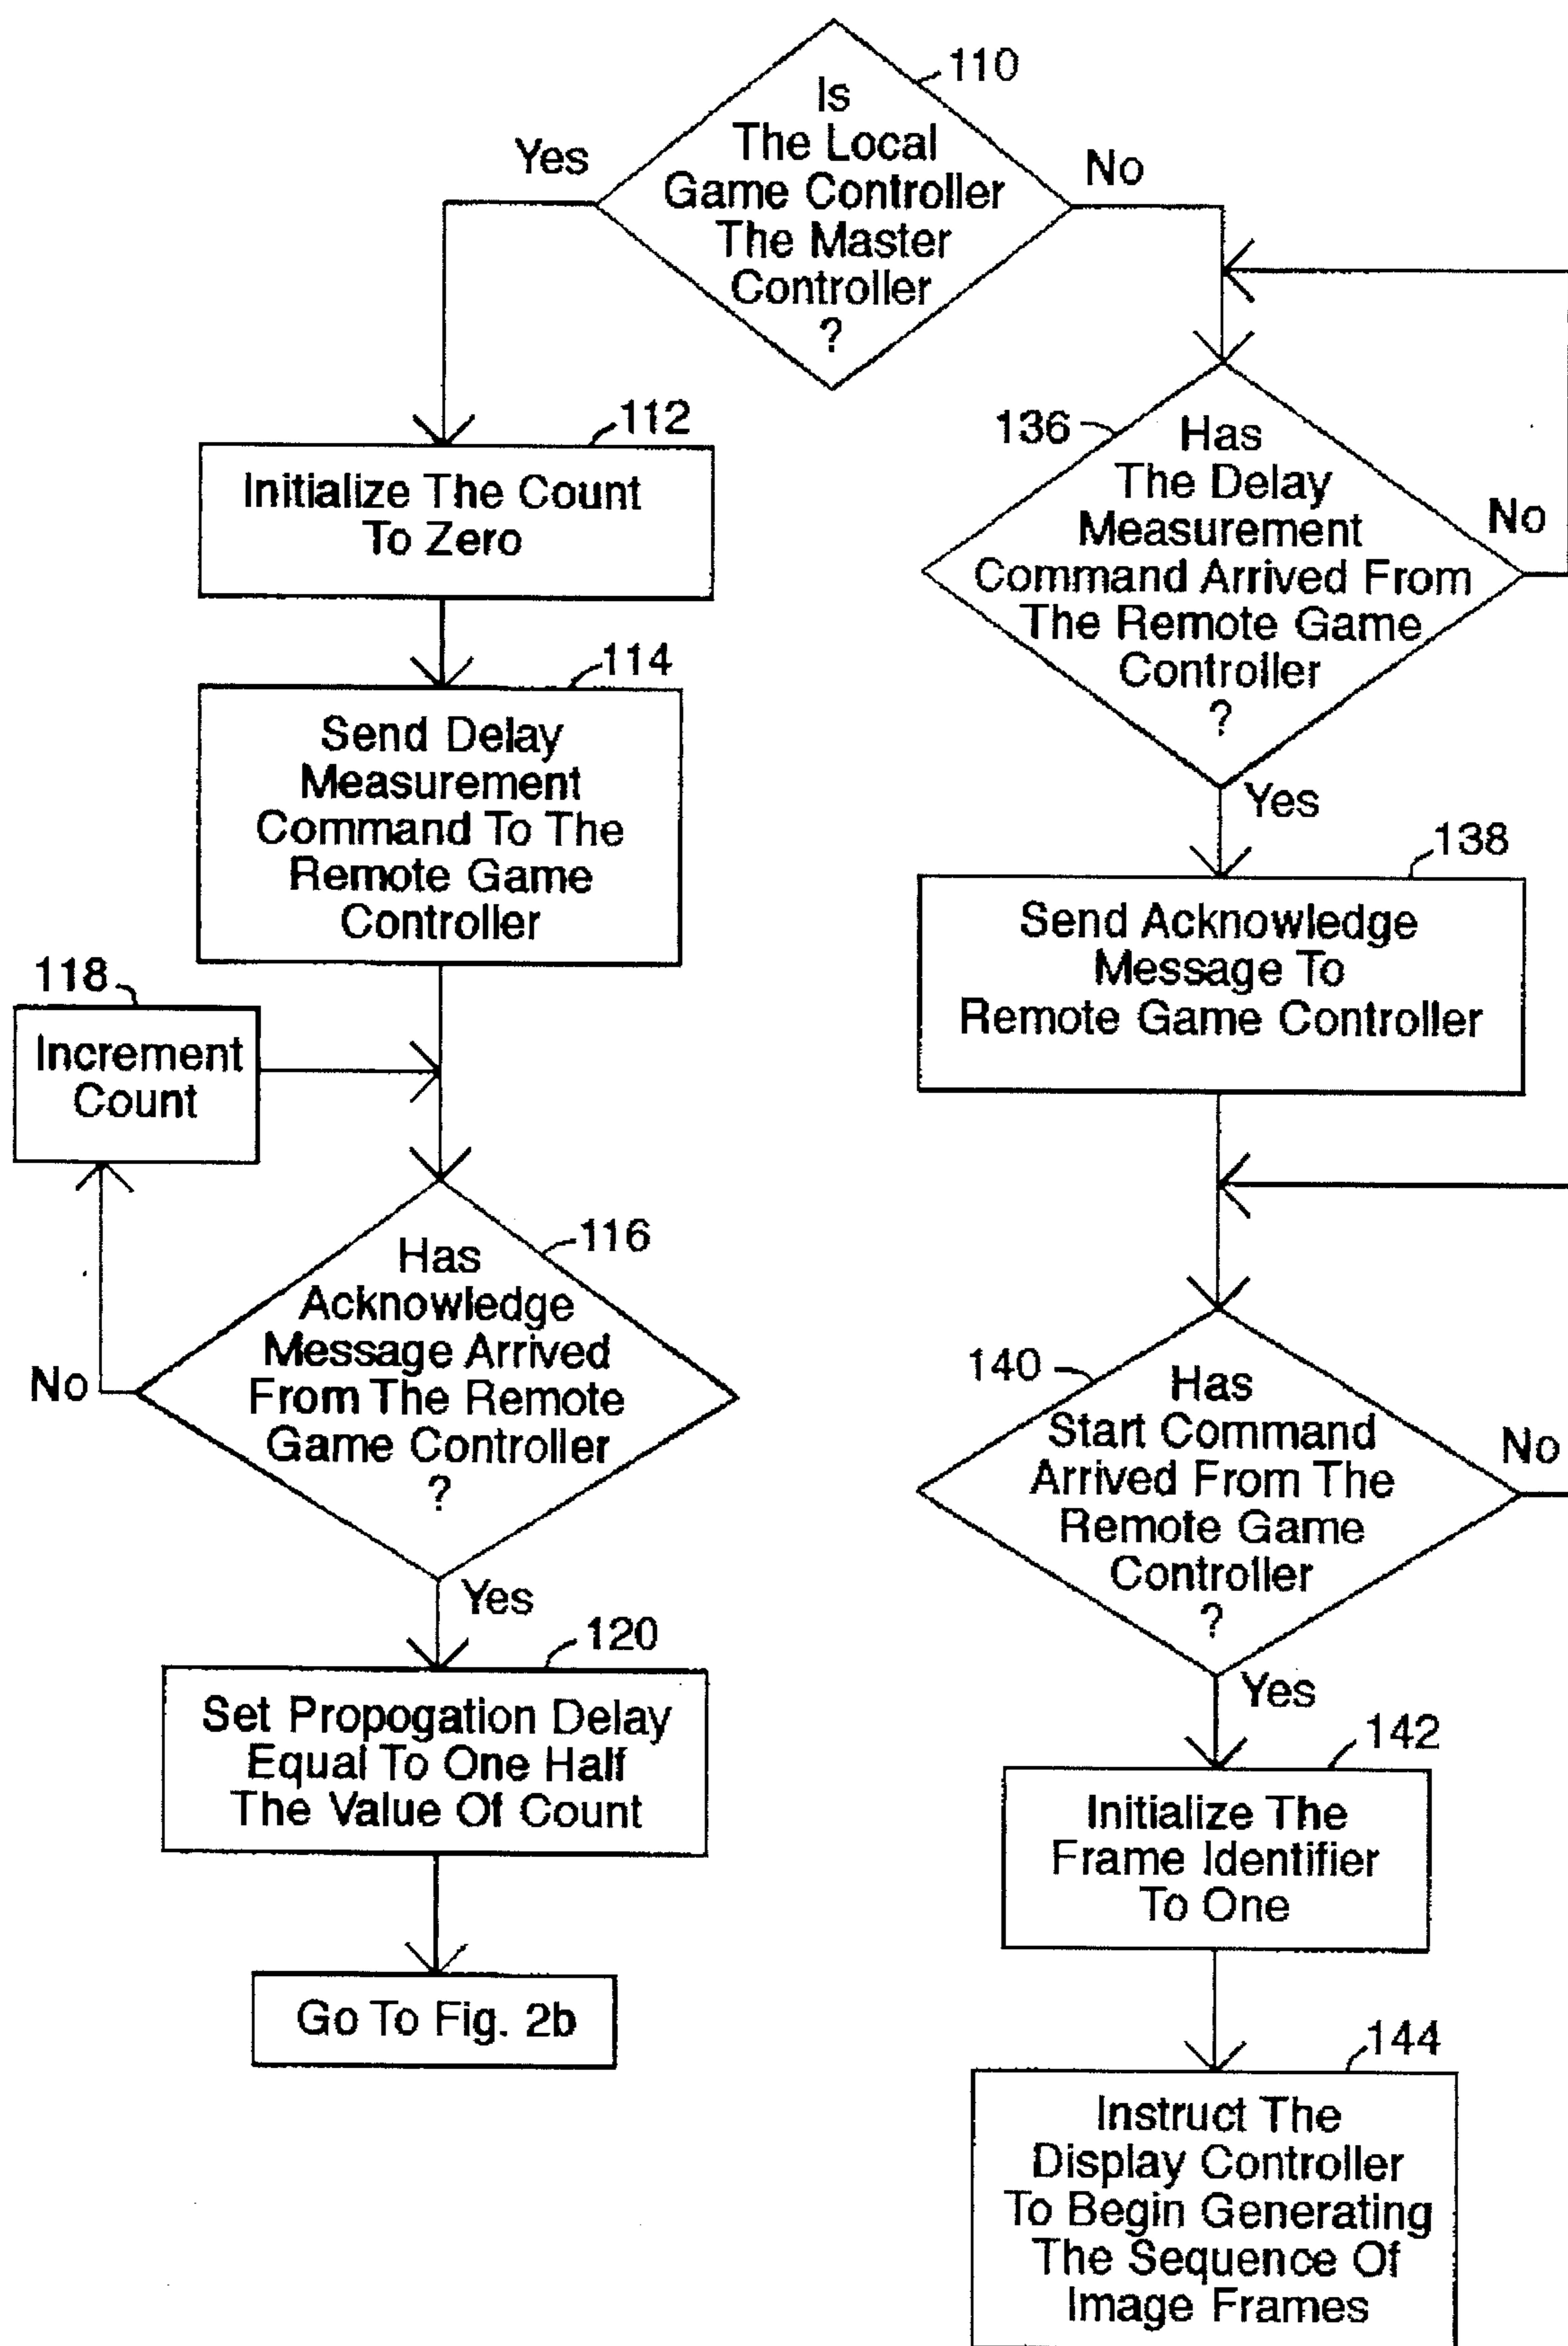 110
Is
The Local
Game Controller
The Master
Controller
?
Yes
No
112
Initialize The Count
To Zero
114
Send Delay
Measurement
Command To The
Remote Game
Controller
118
Increment
Count
116
Has
Acknowledge
Message Arrived
From The Remote
Game Controller
?
No
Yes
120
Set Propogation Delay
Equal To One Half
The Value Of Count
Go To Fig. 2b
136
Has
The Delay
Measurement
Command Arrived From
The Remote Game
Controller
?
No
Yes
138
Send Acknowledge
Message To
Remote Game Controller
140
Has
Start Command
Arrived From The
Remote Game
Controller
?
No
Yes
142
Initialize The
Frame Identifier
To One
144
Instruct The
Display Controller
To Begin Generating
The Sequence Of
Image Frames